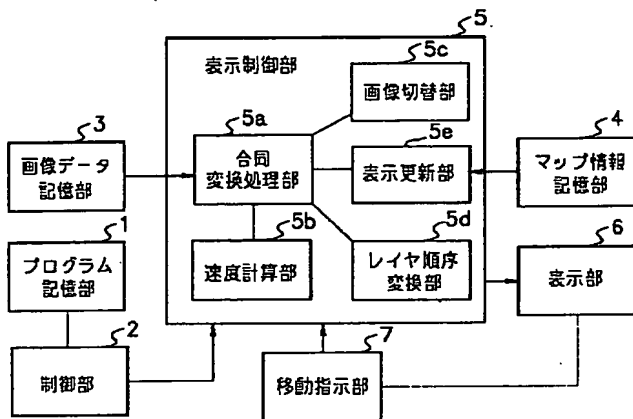 5
表示制御部
5c
画像切替部
3
画像データ
記憶部
5a
合同
変換処理部
5e
表示更新部
4
マップ情報
記憶部
1
プログラム
記憶部
5b
速度計算部
5d
レイヤ順序
変換部
6
表示部
2
制御部
7
移動指示部